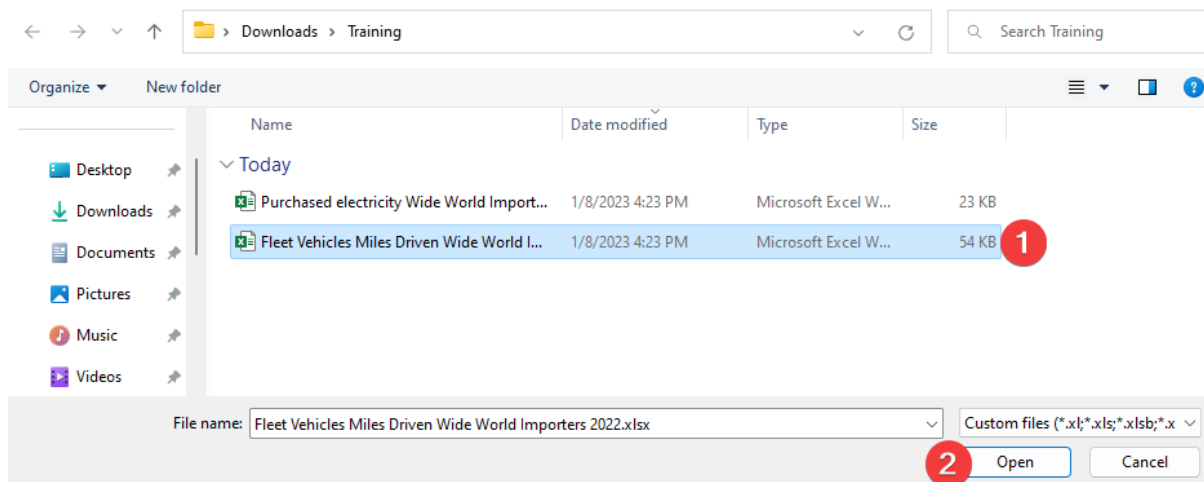 Downloads > Training
Search Training
Organize New folder
?
Name Date modified Type Size
Today
Desktop
Downloads
Documents
Pictures
Music
Videos
Purchased electricity Wide World Import... 1/8/2023 4:23 PM Microsoft Excel W... 23 KB
Fleet Vehicles Miles Driven Wide World I... 1/8/2023 4:23 PM Microsoft Excel W... 54 KB 1
File name: Fleet Vehicles Miles Driven Wide World Importers 2022.xlsx Custom files (*.xl;*.xls;*.xlsb;*.x
2 Open Cancel